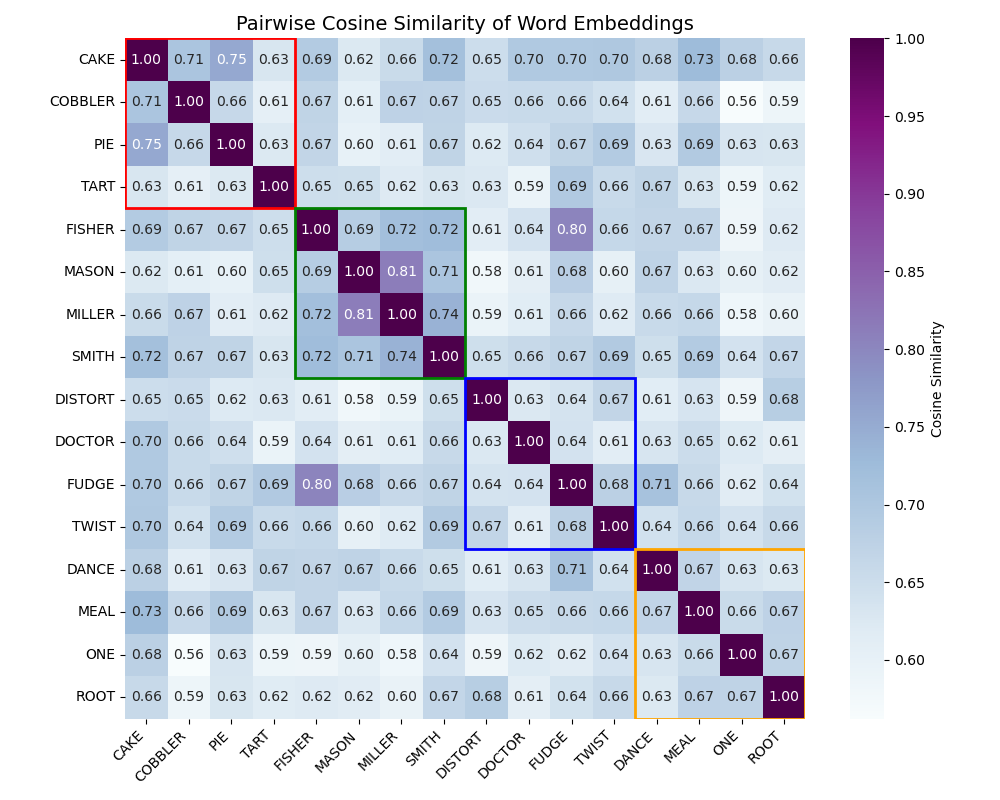 Pairwise Cosine Similarity of Word Embeddings
CAKE 1.00 0.71 0.75 0.63 0.69 0.62 0.66 0.72 0.65 0.70 0.70 0.70 0.68 0.73 0.68 0.66
COBBLER 0.71 1.00 0.66 0.61 0.67 0.61 0.67 0.67 0.65 0.66 0.66 0.64 0.61 0.66 0.56 0.59
PIE 0.75 0.66 1.00 0.63 0.67 0.60 0.61 0.67 0.62 0.64 0.67 0.69 0.63 0.69 0.63 0.63
TART 0.63 0.61 0.63 1.00 0.65 0.65 0.62 0.63 0.63 0.59 0.69 0.66 0.67 0.63 0.59 0.62
FISHER 0.69 0.67 0.67 0.65 1.00 0.69 0.72 0.72 0.61 0.64 0.80 0.66 0.67 0.67 0.59 0.62
MASON 0.62 0.61 0.60 0.65 0.69 1.00 0.81 0.71 0.58 0.61 0.68 0.60 0.67 0.63 0.60 0.62
MILLER 0.66 0.67 0.61 0.62 0.72 0.81 1.00 0.74 0.59 0.61 0.66 0.62 0.66 0.66 0.58 0.60
SMITH 0.72 0.67 0.67 0.63 0.72 0.71 0.74 1.00 0.65 0.66 0.67 0.69 0.65 0.69 0.64 0.67
DISTORT 0.65 0.65 0.62 0.63 0.61 0.58 0.59 0.65 1.00 0.63 0.64 0.67 0.61 0.63 0.59 0.68
DOCTOR 0.70 0.66 0.64 0.59 0.64 0.61 0.61 0.66 0.63 1.00 0.64 0.61 0.63 0.65 0.62 0.61
FUDGE 0.70 0.66 0.67 0.69 0.80 0.68 0.66 0.67 0.64 0.64 1.00 0.68 0.71 0.66 0.62 0.64
TWIST 0.70 0.64 0.69 0.66 0.66 0.60 0.62 0.69 0.67 0.61 0.68 1.00 0.64 0.66 0.64 0.66
DANCE 0.68 0.61 0.63 0.67 0.67 0.67 0.66 0.65 0.61 0.63 0.71 0.64 1.00 0.67 0.63 0.63
MEAL 0.73 0.66 0.69 0.63 0.67 0.63 0.66 0.69 0.63 0.65 0.66 0.66 0.67 1.00 0.66 0.67
ONE 0.68 0.56 0.63 0.59 0.59 0.60 0.58 0.64 0.59 0.62 0.62 0.64 0.63 0.66 1.00 0.67
ROOT 0.66 0.59 0.63 0.62 0.62 0.62 0.60 0.67 0.68 0.61 0.64 0.66 0.63 0.67 0.67 1.00
CAKE COBBLER PIE TART FISHER MASON MILLER SMITH DISTORT DOCTOR FUDGE TWIST DANCE MEAL ONE ROOT
1.00
0.95
0.90
0.85
0.80
0.75
0.70
0.65
0.60
Cosine Similarity